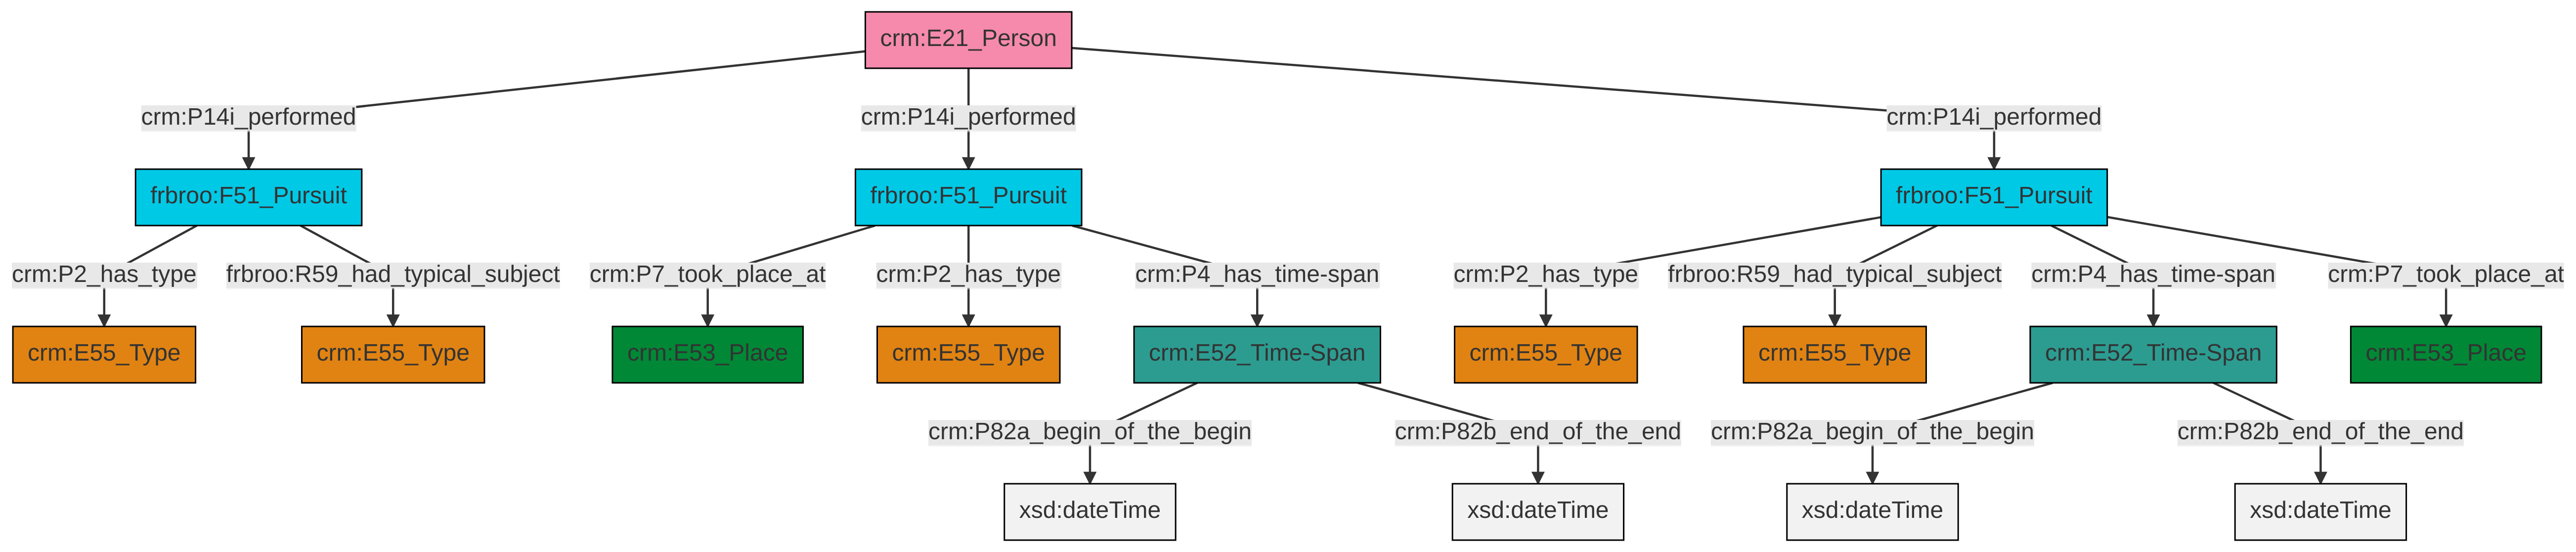 crm:E21_Person
crm:P14i_performed crm:P14i_performed crm:P14i_performed
frbroo:F51_Pursuit frbroo:F51_Pursuit frbroo:F51_Pursuit
crm:P2_has_type frbroo:R59_had_typical_subject crm:P7_took_place_at crm:P2_has_type crm:P4_has_time-span crm:P2_has_type frbroo:R59_had_typical_subject crm:P4_has_time-span crm:P7_took_place_at
crm:E55_Type crm:E55_Type crm:E53_Place crm:E55_Type crm:E52_Time-Span crm:E55_Type crm:E55_Type crm:E52_Time-Span crm:E53_Place
crm:P82a_begin_of_the_begin crm:P82b_end_of_the_end crm:P82a_begin_of_the_begin crm:P82b_end_of_the_end
xsd:dateTime xsd:dateTime xsd:dateTime xsd:dateTime